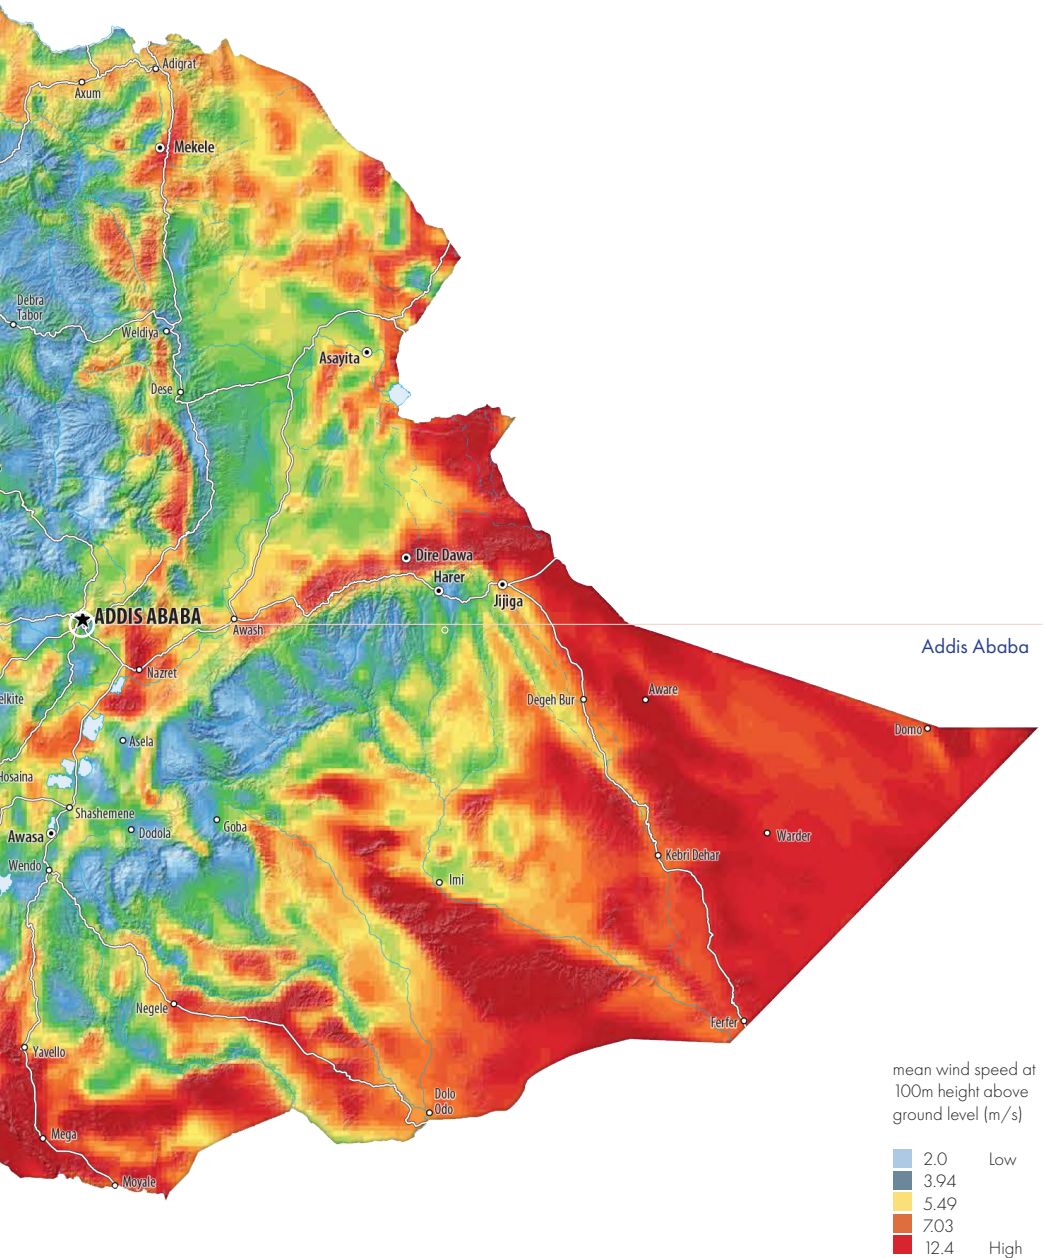 Adigrat
Axum
Mekele
Debra
Tabor
Weldiya
Asayita
Dese
Dire Dawa
Harer
Jijiga
ADDIS ABABA
Awash
Addis Ababa
Nazret
elkite
Degeh Bur
Aware
Domo
Asela
Hosaina
Shashemene
Goba
Awasa
Dodola
Warder
Wendo
Kebri Dehar
Imi
Negele
Ferfer
Yavello
mean wind speed at
100m height above
ground level (m/s)
Dolo
Odo
Mega
Moyale
2.0 Low
3.94
5.49
7.03
12.4 High